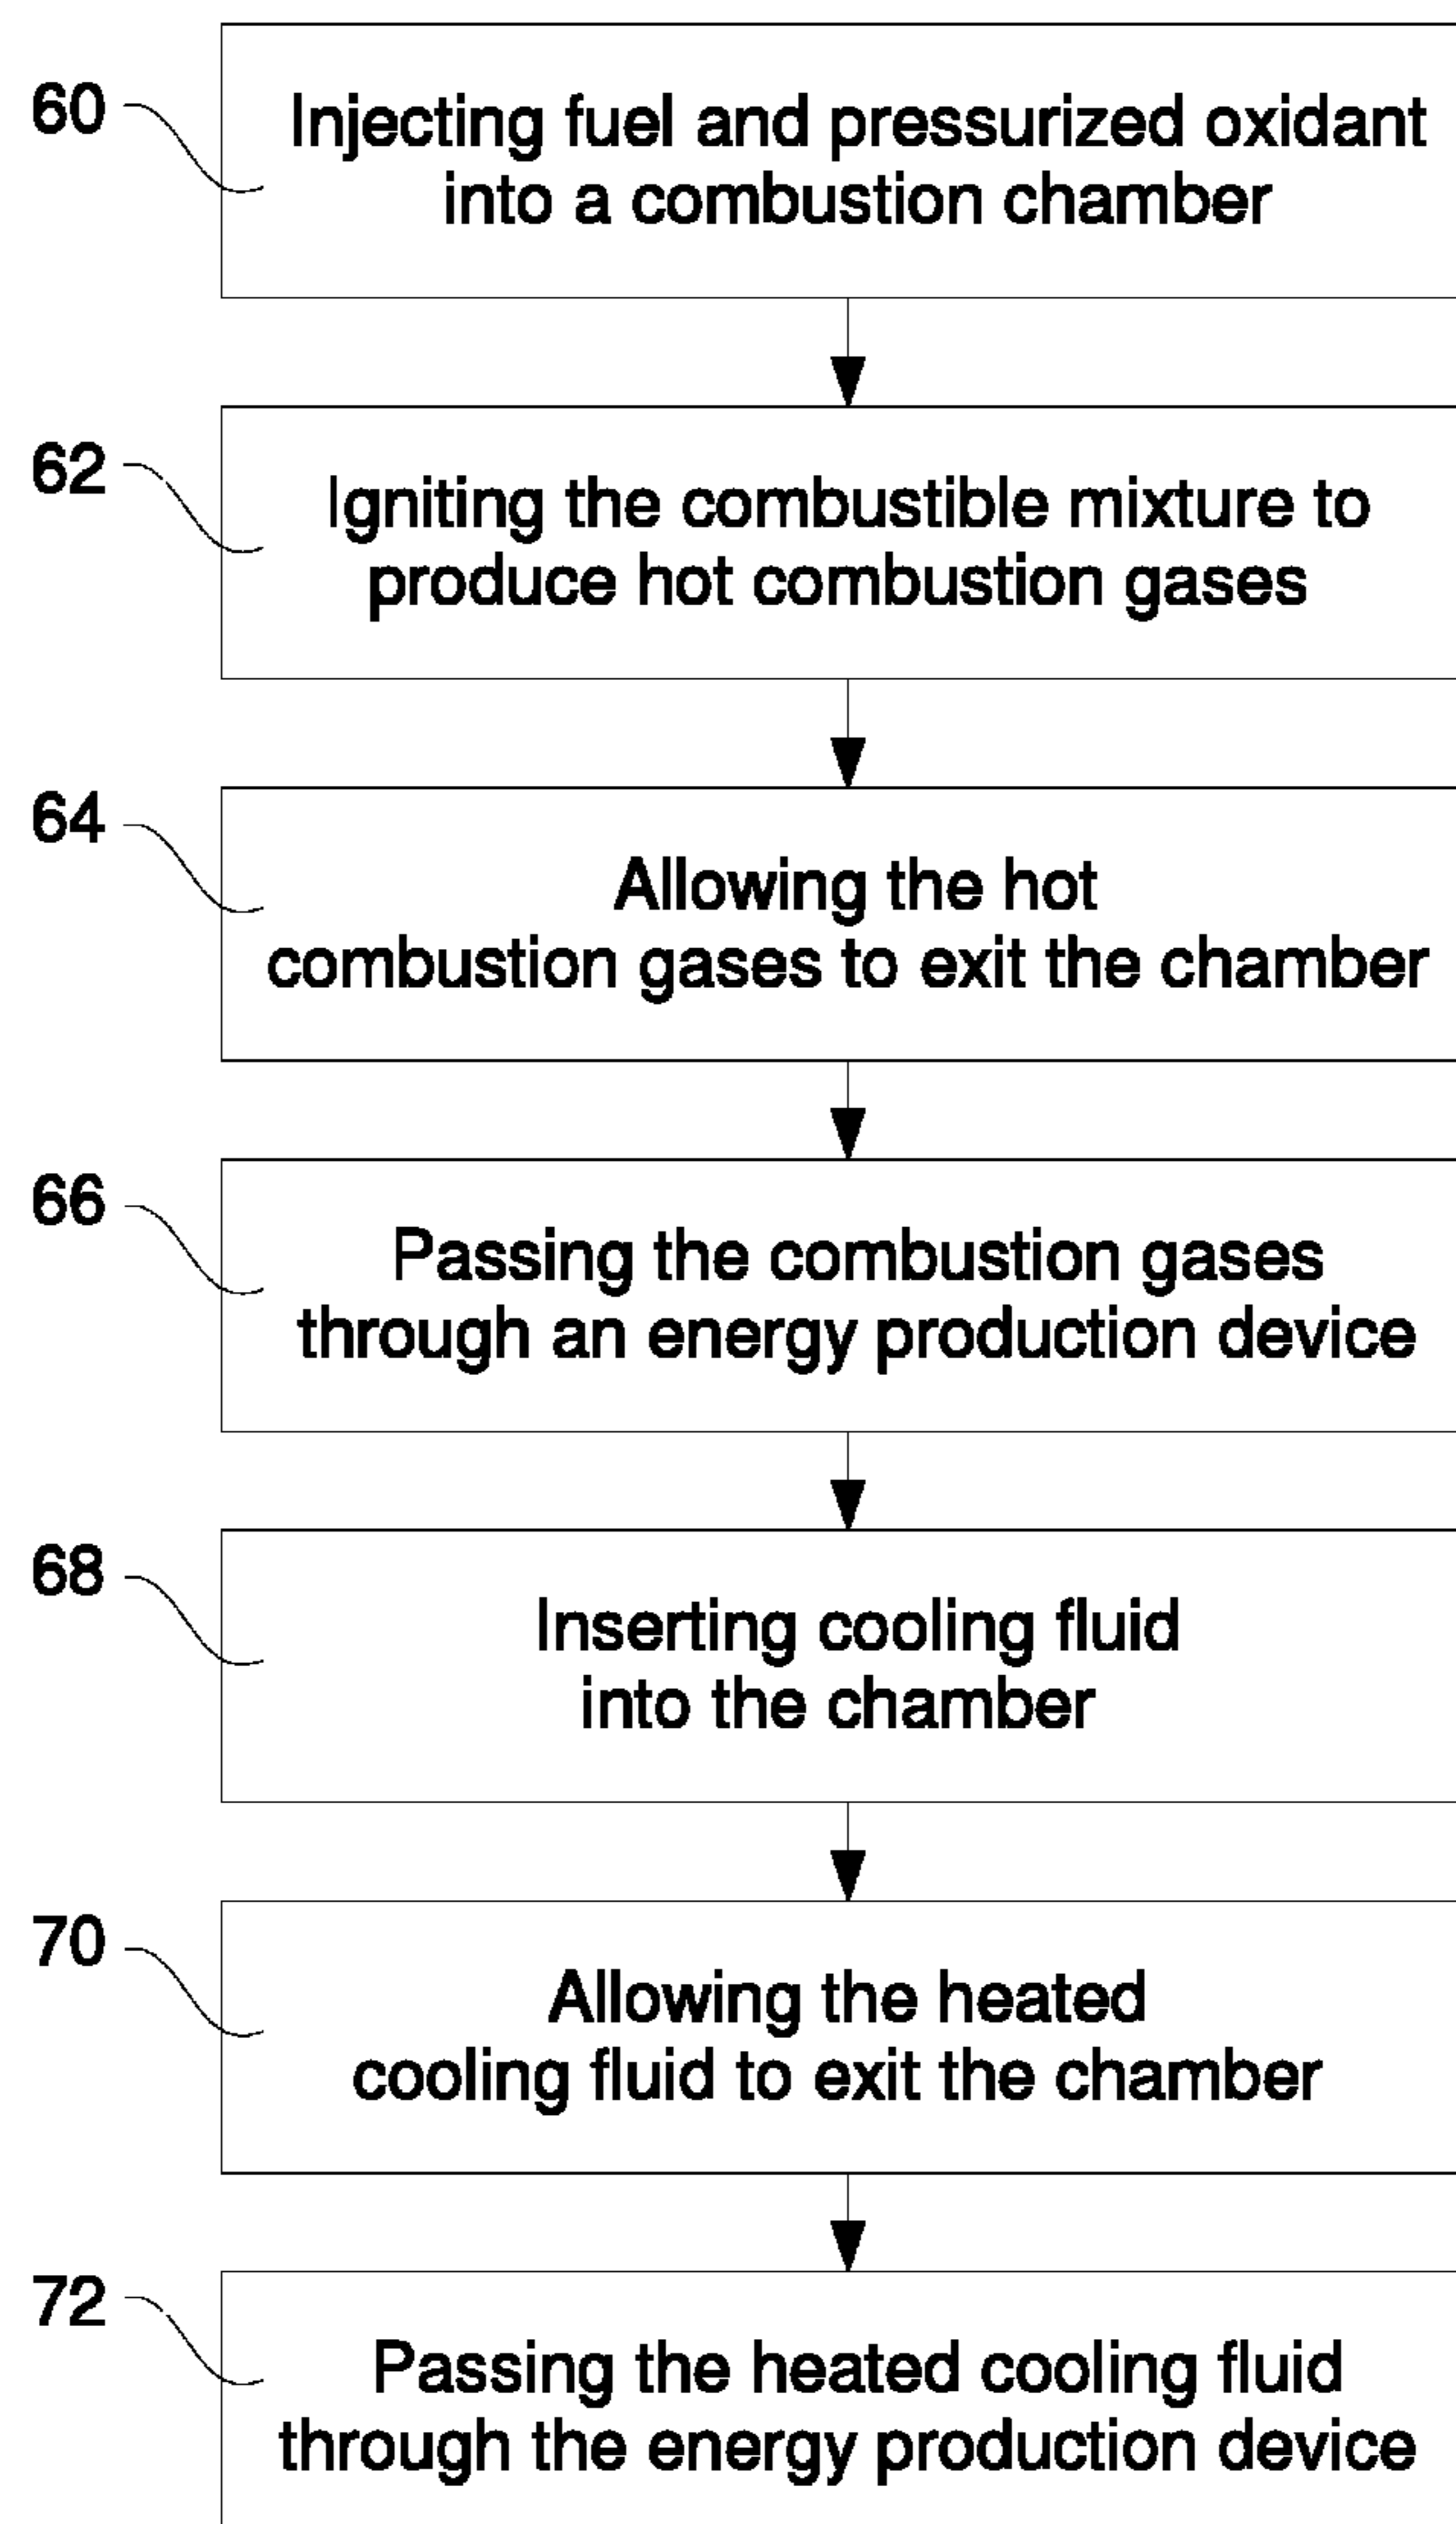 60
Injecting fuel and pressurized oxidant
into a combustion chamber
62
Igniting the combustible mixture to
produce hot combustion gases
64
Allowing the hot
combustion gases to exit the chamber
66
Passing the combustion gases
through an energy production device
68
Inserting cooling fluid
into the chamber
70
Allowing the heated
cooling fluid to exit the chamber
72
Passing the heated cooling fluid
through the energy production device